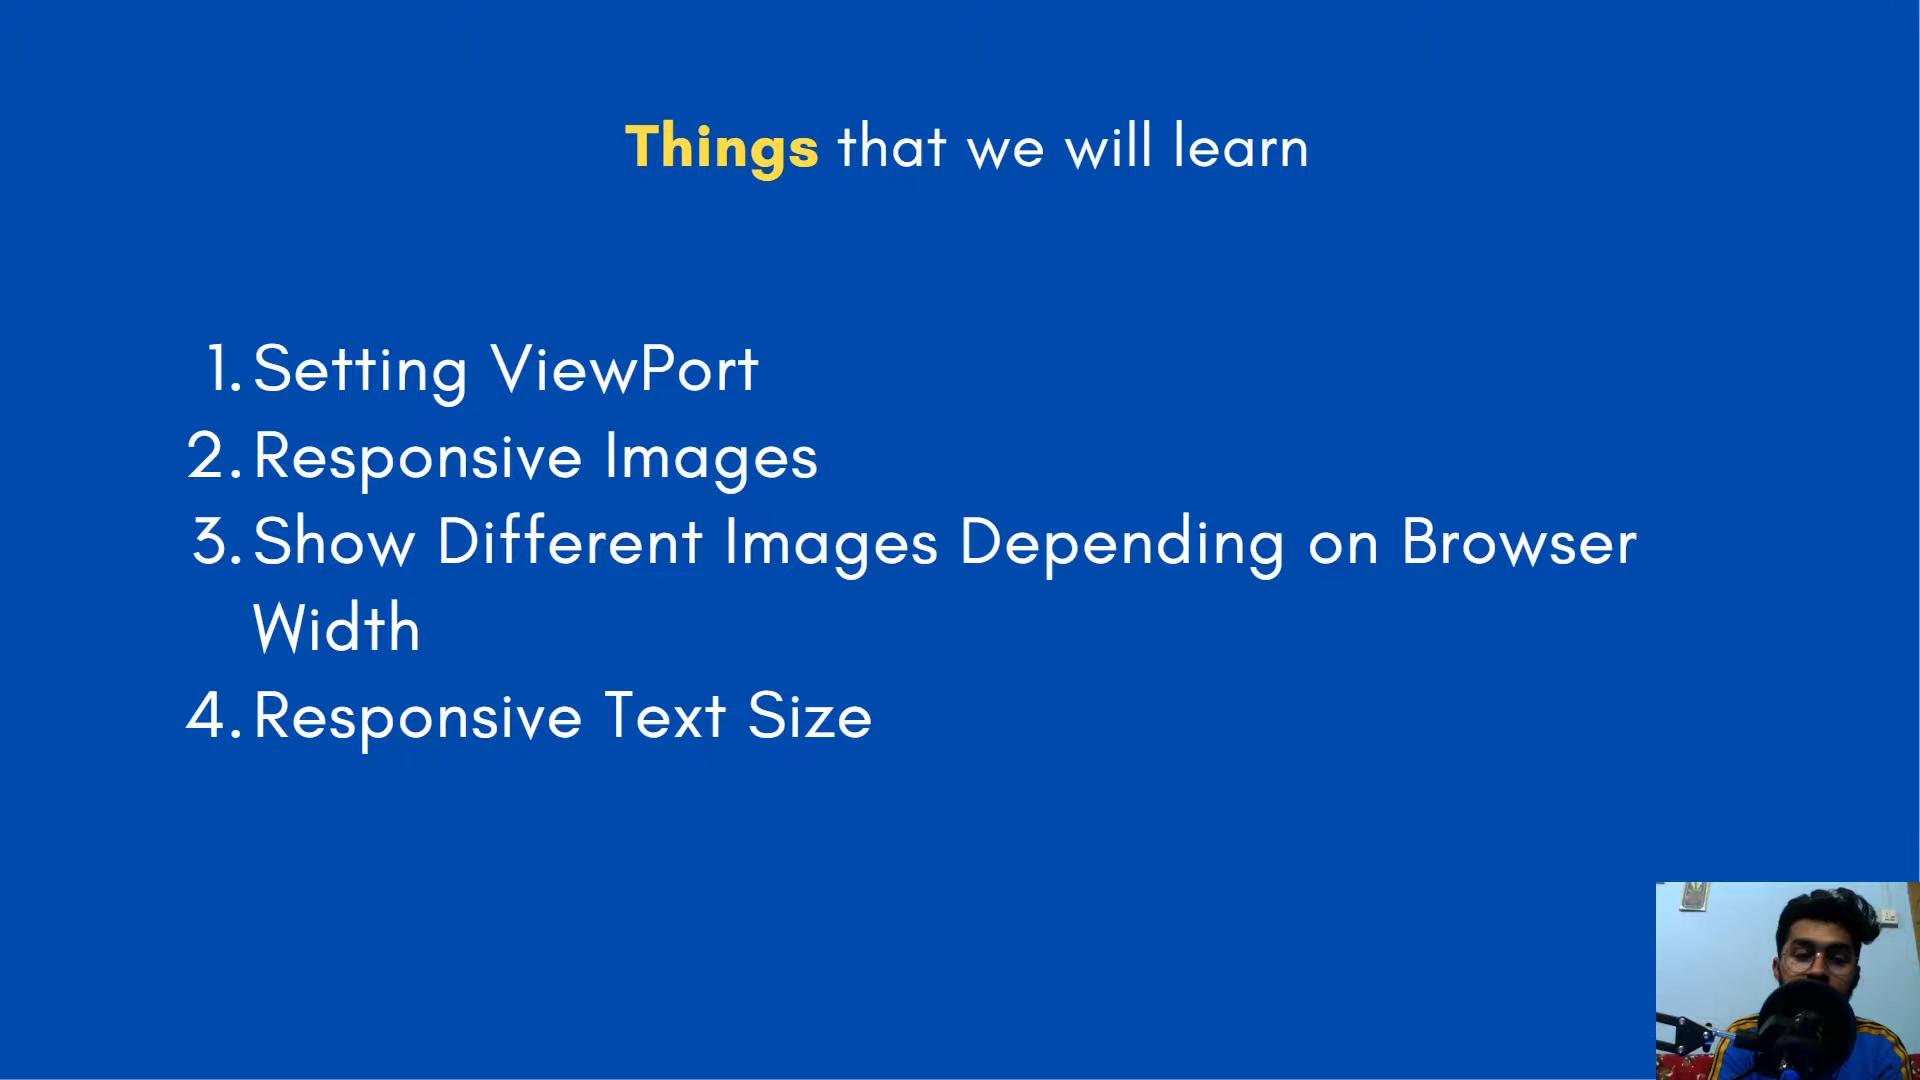 Things that we will learn
1. Setting ViewPort
2. Responsive Images
3. Show Different Images Depending on Browser
Width
4. Responsive Text Size